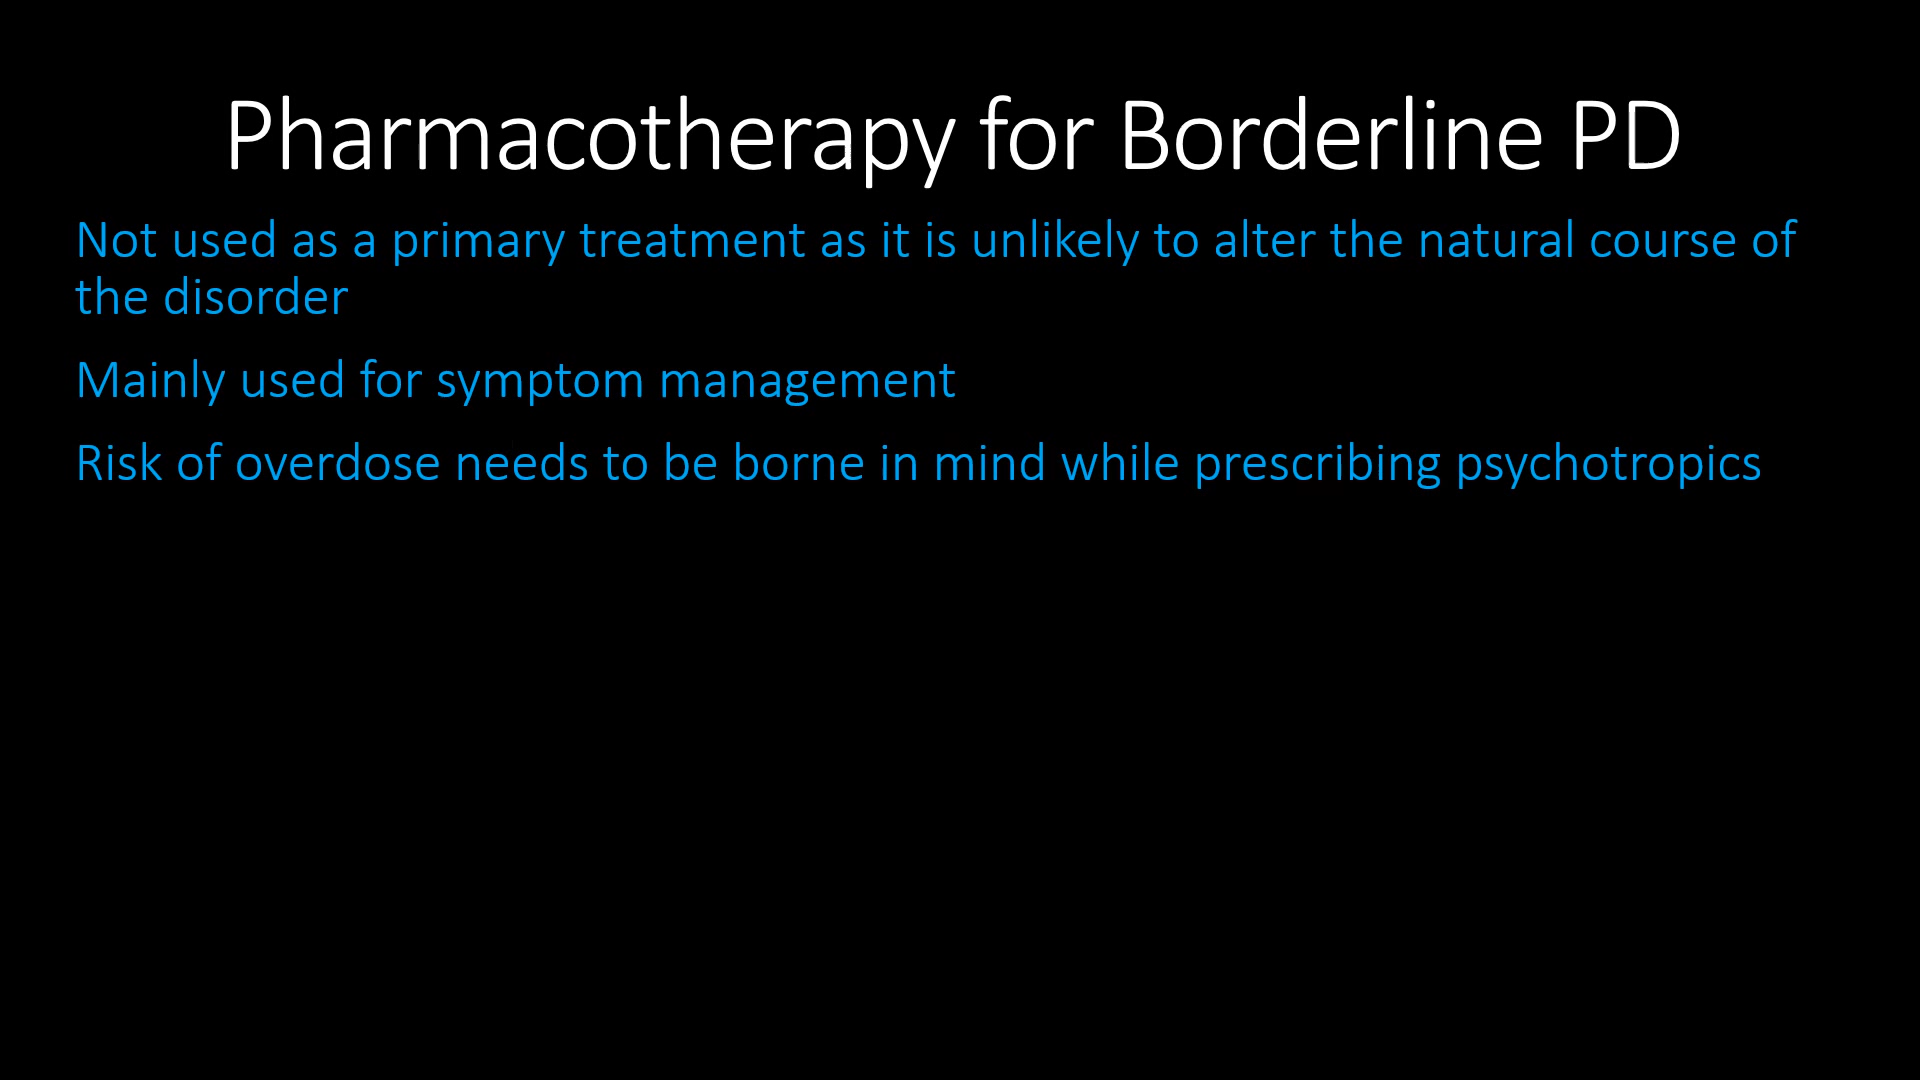 Pharmacotherapy for Borderline PD
Not used as a primary treatment as it is unlikely to alter the natural course of
the disorder
Mainly used for symptom management
Risk of overdose needs to be borne in mind while prescribing psychotropics